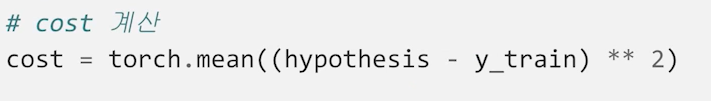 # cost 계산
cost = torch.mean((hypothesis - y_train) ** 2)